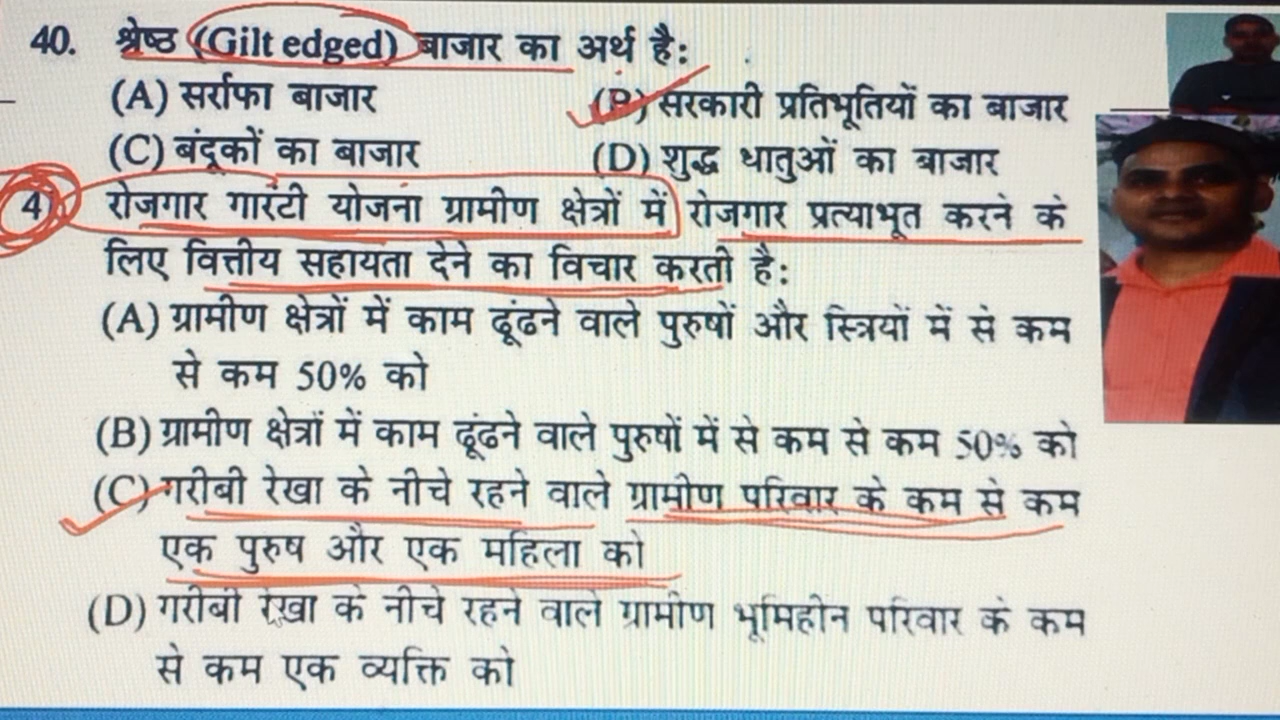 40. श्रेष्ठ (Gilt edged) बाजार का अर्थ है:
(A) सर्राफा बाजार (B) सरकारी प्रतिभूतियों का बाजार
(C) बंदूकों का बाजार (D) शुद्ध धातुओं का बाजार
4 रोजगार गारंटी योजना ग्रामीण क्षेत्रों में रोजगार प्रत्याभूत करने के
लिए वित्तीय सहायता देने का विचार करती है:
(A) ग्रामीण क्षेत्रों में काम ढूंढने वाले पुरुषों और स्त्रियों में से कम
से कम 50% को
(B) ग्रामीण क्षेत्रों में काम ढूंढने वाले पुरुषों में से कम से कम 50% को
(C) गरीबी रेखा के नीचे रहने वाले ग्रामीण परिवार के कम से कम
एक पुरुष और एक महिला को
(D) गरीबी रेखा के नीचे रहने वाले ग्रामीण भूमिहीन परिवार के कम
से कम एक व्यक्ति को